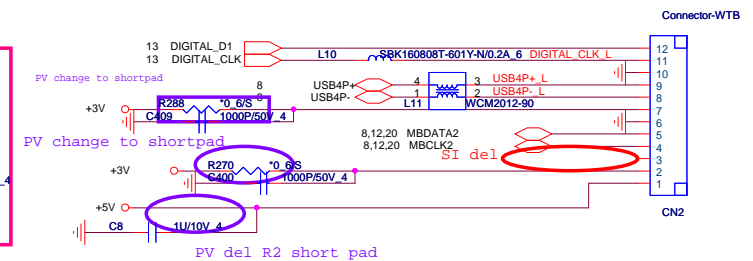 Connector-WTB
13 DIGITAL_D1
13 DIGITAL_CLK
L10
SBK160808T-601Y-N/0.2A_6 DIGITAL_CLK_L
12
11
10
9
8
7
6
5
4
3
2
1
PV change to shortpad
8
USB4P+ 4 3 USB4P+_L
USB4P- 1 2 USB4P-_L
L11 WCM2012-90
+3V
R288 *0_6/S
C409 1000P/50V_4
PV change to shortpad
8,12,20 MBDATA2
8,12,20 MBCLK2
SI del
+3V
R270 *0_6/S
C400 1000P/50V_4
_4
+5V
C8 1U/10V_4
CN2
PV del R2 short pad